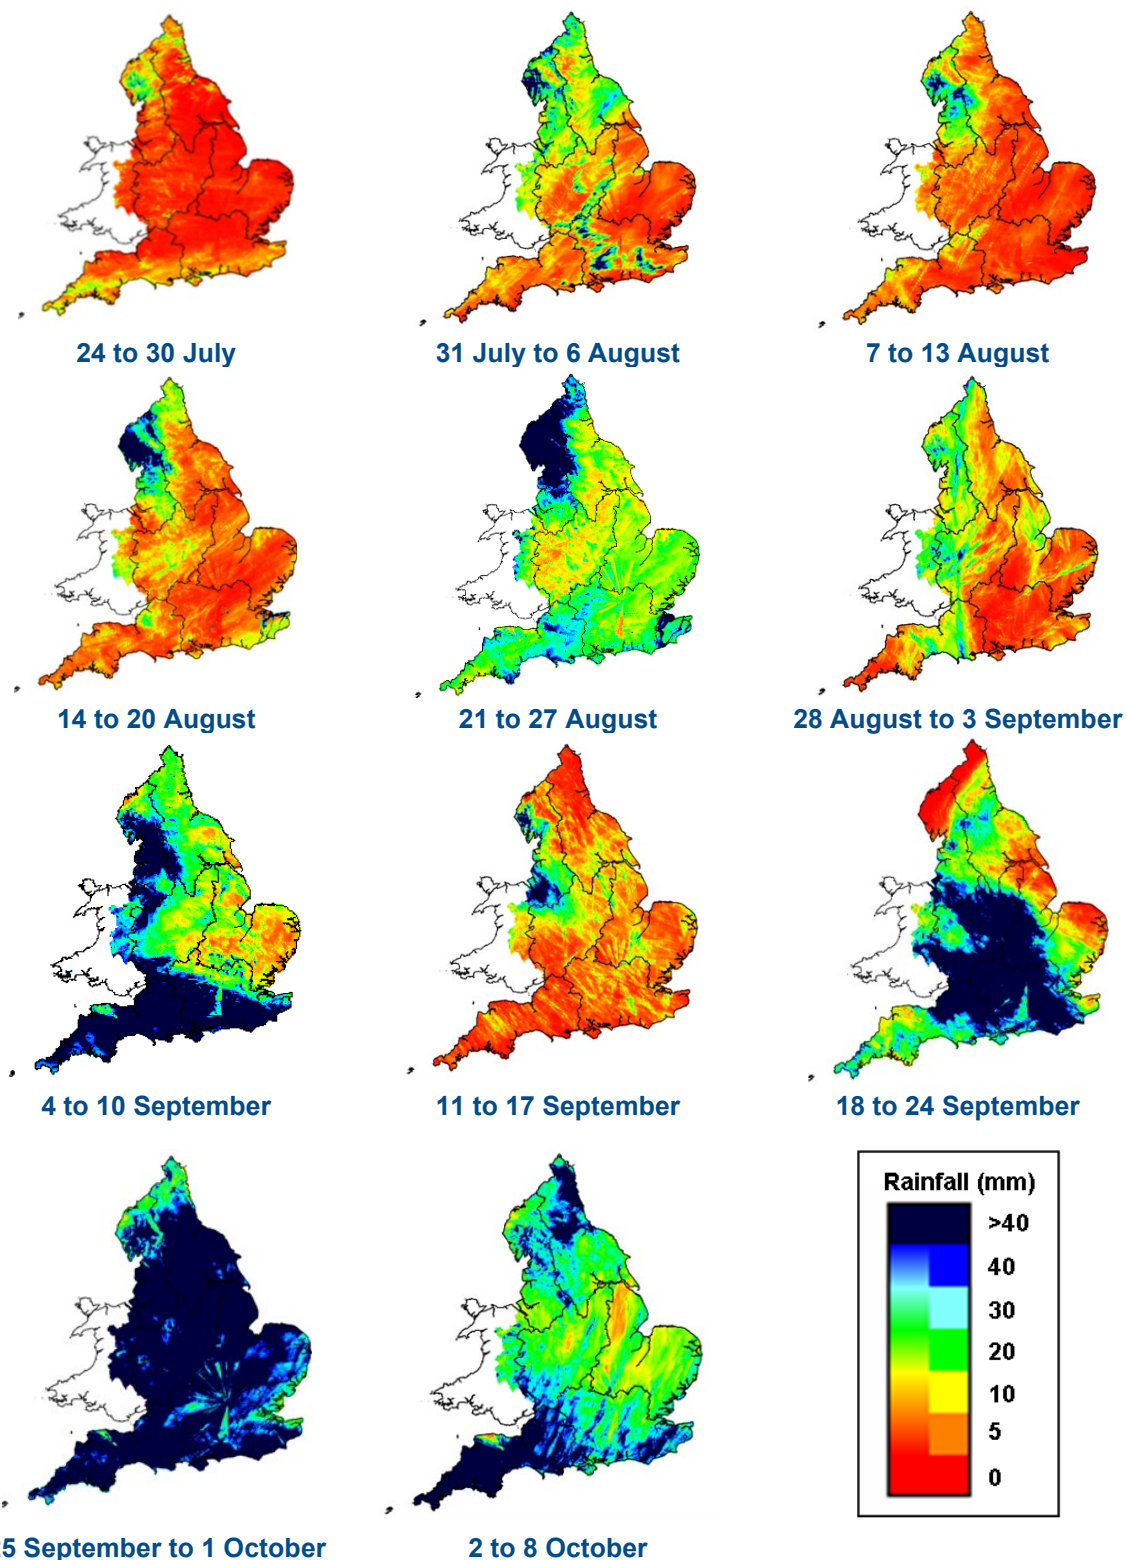 24 to 30 July
31 July to 6 August
7 to 13 August
14 to 20 August
21 to 27 August
28 August to 3 September
4 to 10 September
11 to 17 September
18 to 24 September
Rainfall (mm)
>40
40
30
20
10
5
0
5 September to 1 October
2 to 8 October